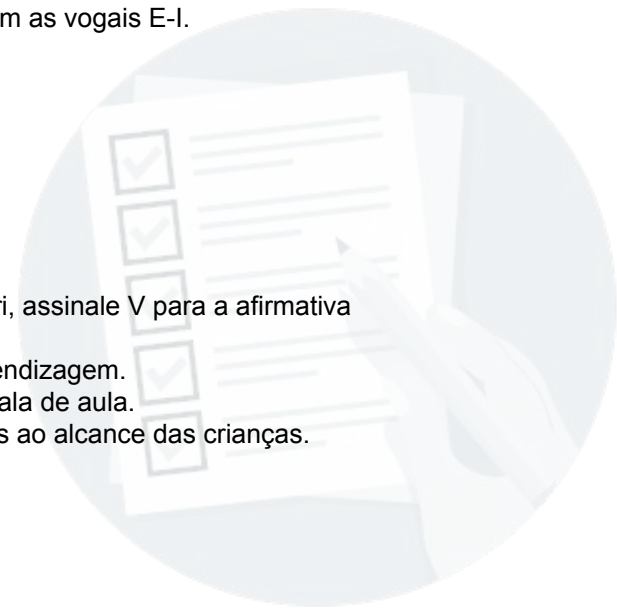 m as vogais E-I.
ri, assinale V para a afirmativa
endizagem.
ala de aula.
s ao alcance das crianças.